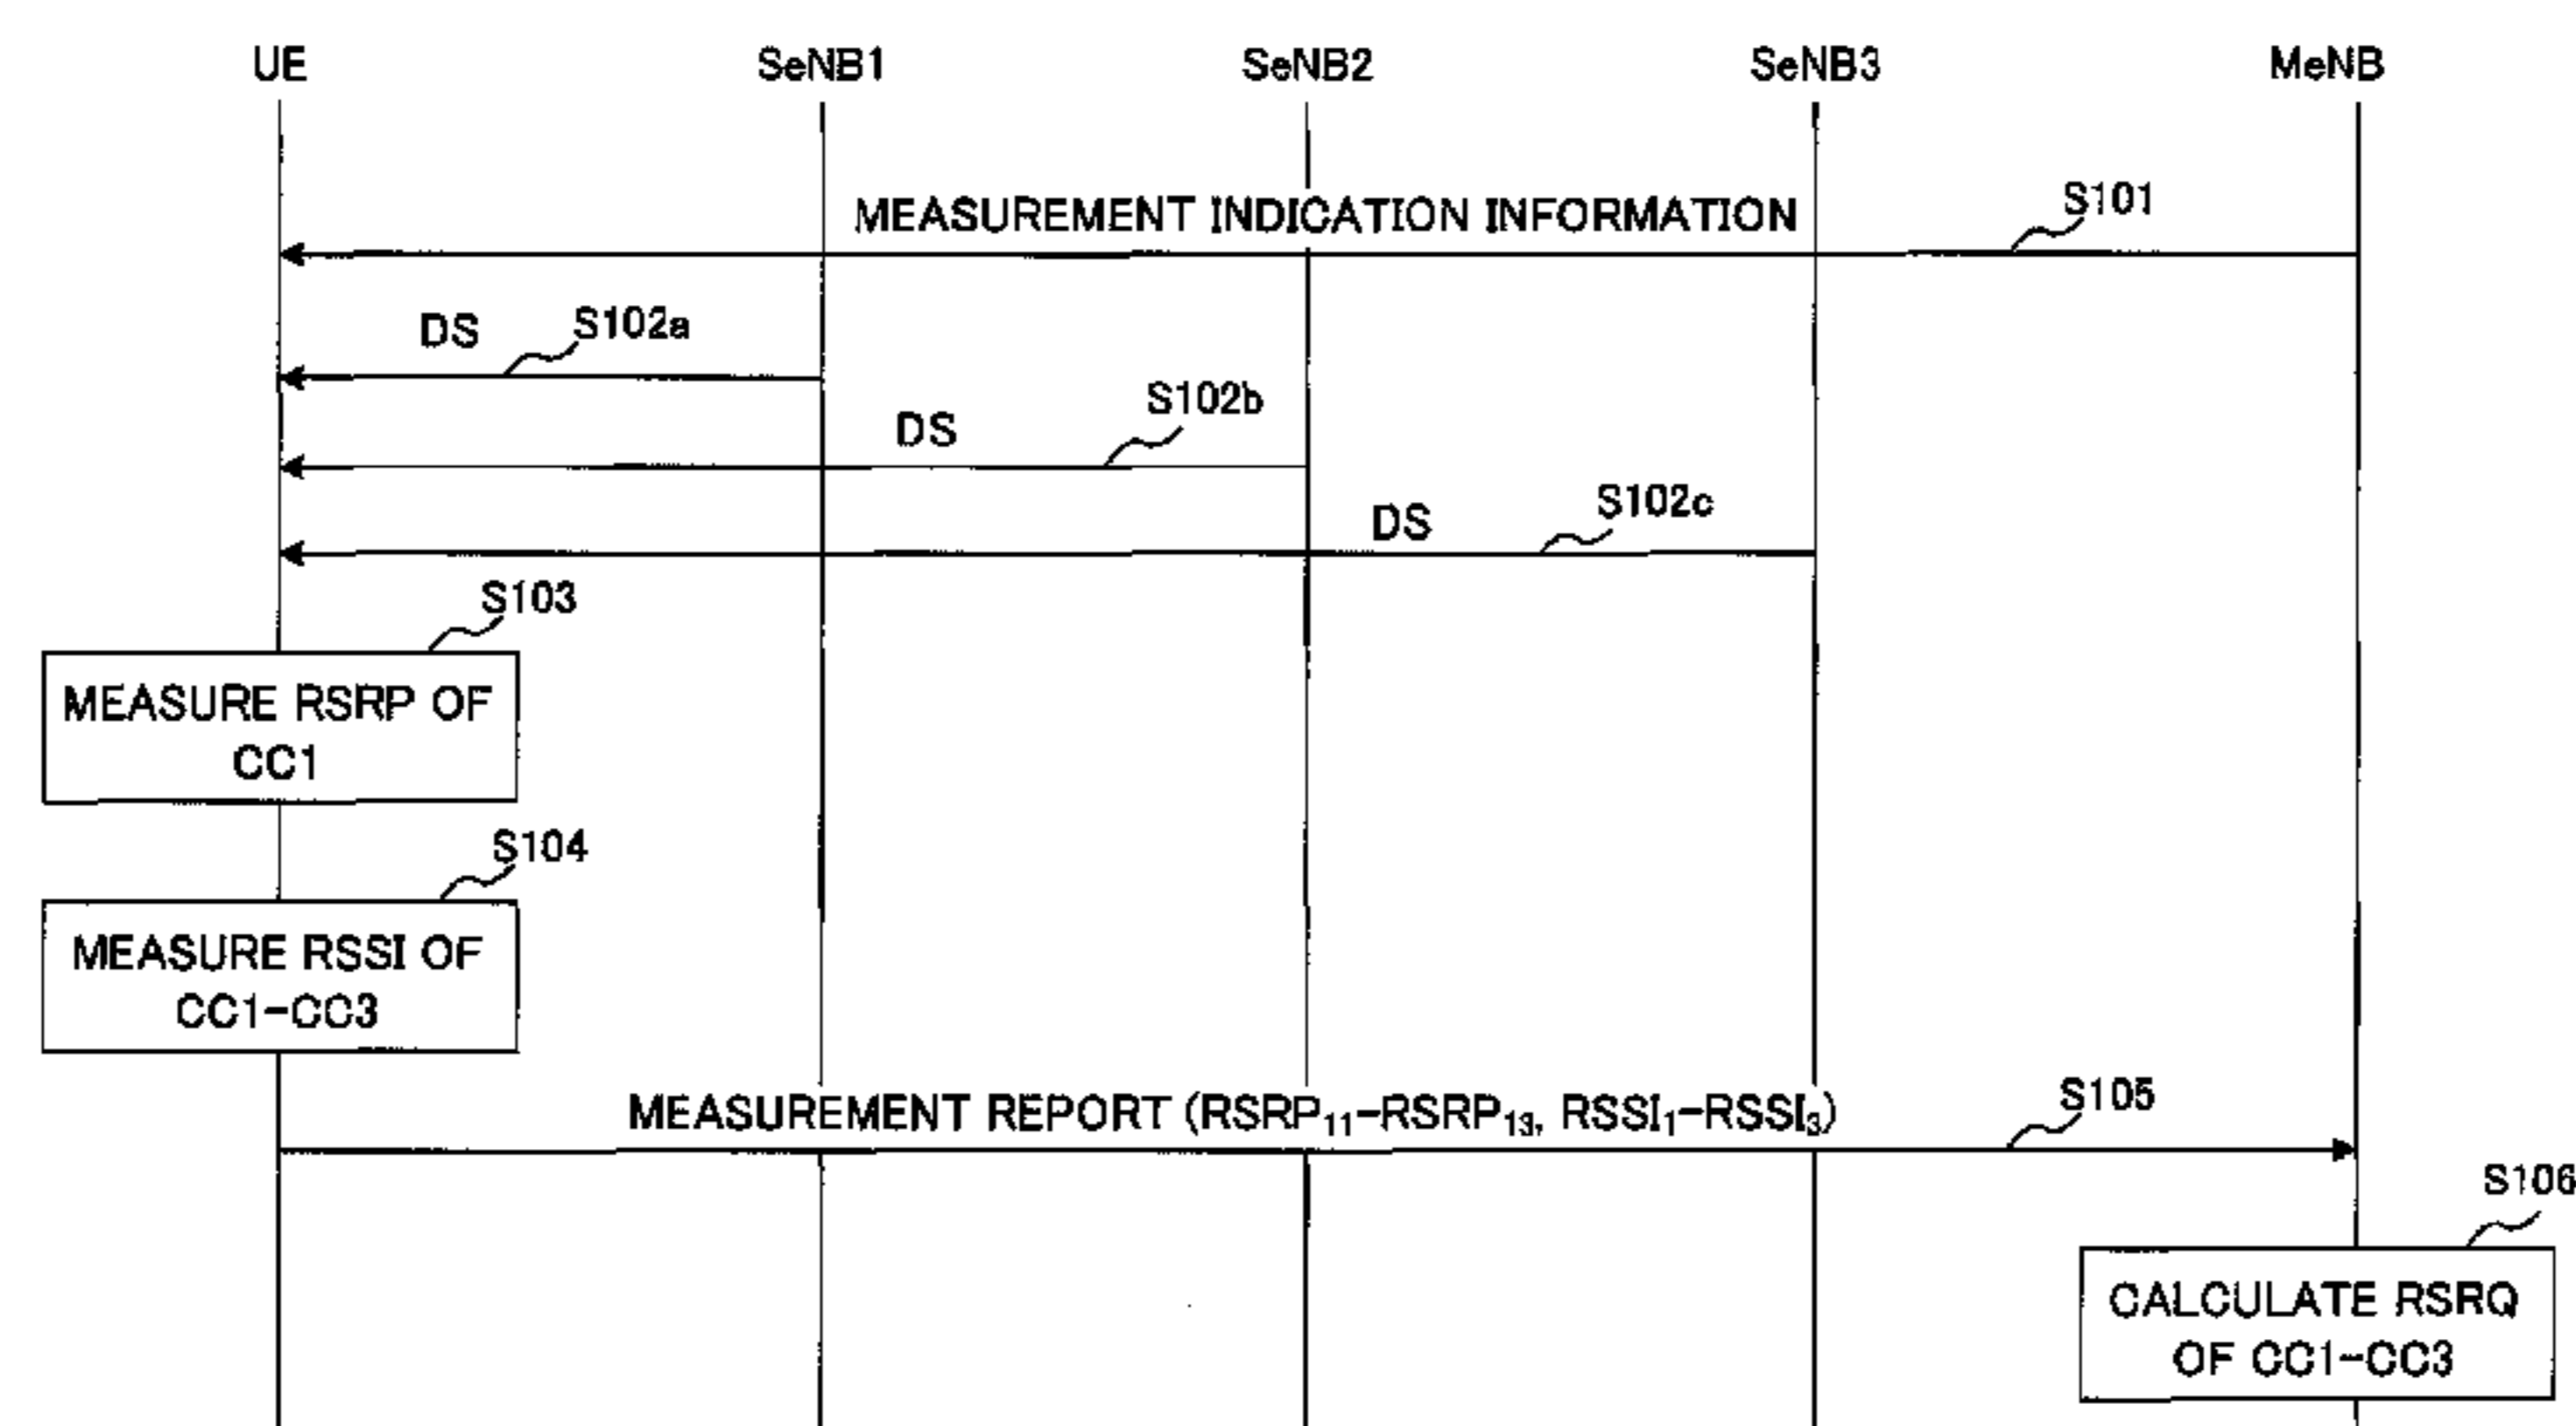 UE
SeNB1
SeNB2
SeNB3
MeNB
MEASUREMENT INDICATION INFORMATION
S101
DS
S102a
DS
S102b
DS
S102c
S103
MEASURE RSRP OF
CC1
S104
MEASURE RSSI OF
CC1-CC3
MEASUREMENT REPORT (RSRP₁₁-RSRP₁₃, RSSI₁-RSSI₃)
S105
S106
CALCULATE RSRQ
OF CC1-CC3